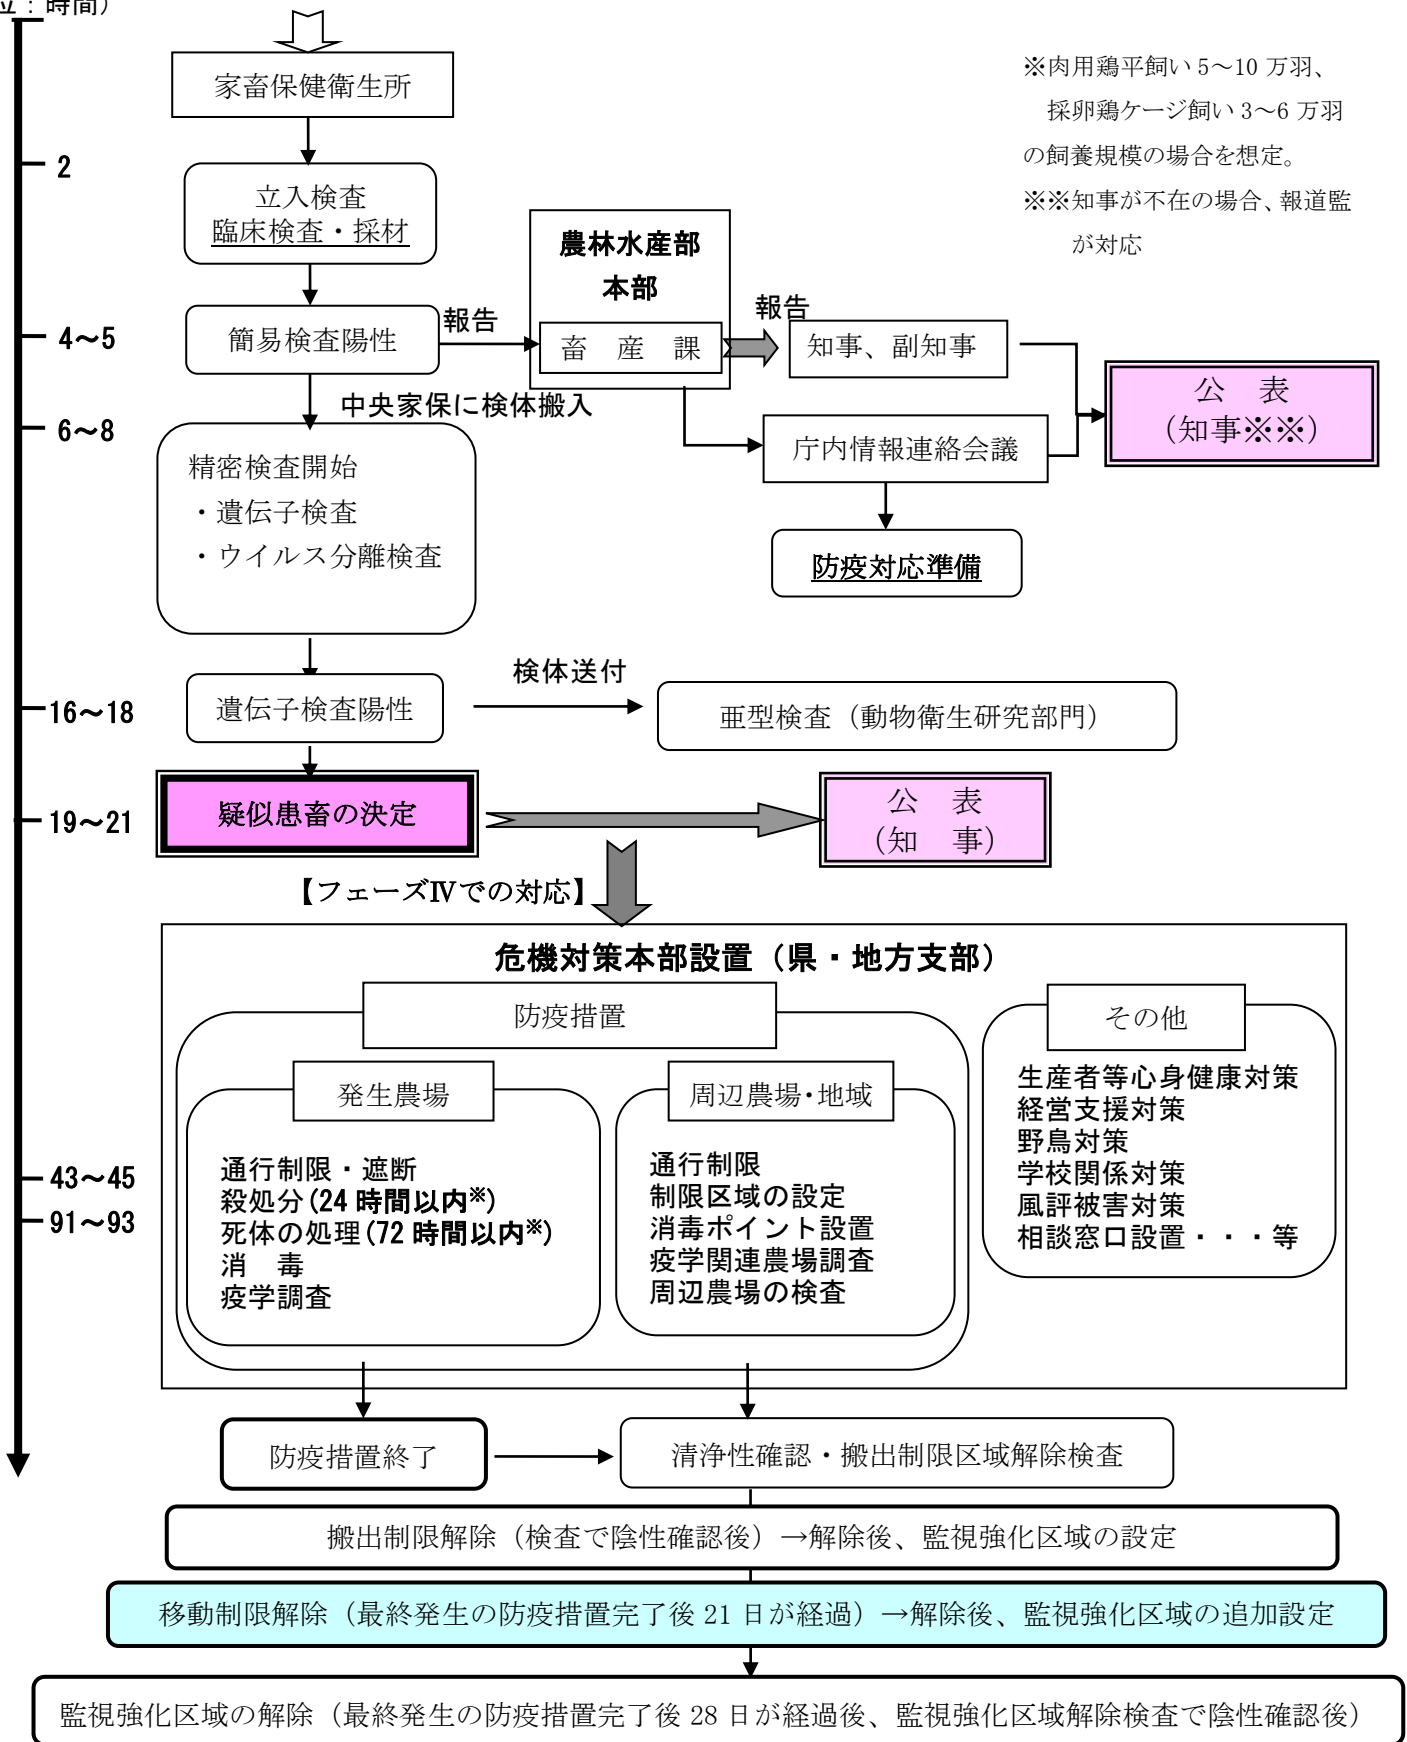 位：時間）
家畜保健衛生所
※肉用鶏平飼い 5～10 万羽、
採卵鶏ケージ飼い 3～6 万羽
の飼養規模の場合を想定。
※※知事が不在の場合、報道監
が対応
2
立入検査
臨床検査・採材
農林水産部
本部
報告
報告
4～5
簡易検査陽性
畜　産　課
知事、副知事
公　表
（知事※※）
中央家保に検体搬入
6～8
庁内情報連絡会議
精密検査開始
・遺伝子検査
・ウイルス分離検査
防疫対応準備
検体送付
16～18
遺伝子検査陽性
亜型検査（動物衛生研究部門）
19～21
疑似患畜の決定
公　表
（知　事）
【フェーズⅣでの対応】
危機対策本部設置（県・地方支部）
防疫措置
その他
発生農場
周辺農場・地域
生産者等心身健康対策
経営支援対策
野鳥対策
学校関係対策
風評被害対策
相談窓口設置・・・等
43～45
91～93
通行制限・遮断
殺処分（24 時間以内※）
死体の処理（72 時間以内※）
消　毒
疫学調査
通行制限
制限区域の設定
消毒ポイント設置
疫学関連農場調査
周辺農場の検査
防疫措置終了
清浄性確認・搬出制限区域解除検査
搬出制限解除（検査で陰性確認後）→解除後、監視強化区域の設定
移動制限解除（最終発生の防疫措置完了後 21 日が経過）→解除後、監視強化区域の追加設定
監視強化区域の解除（最終発生の防疫措置完了後 28 日が経過後、監視強化区域解除検査で陰性確認後）